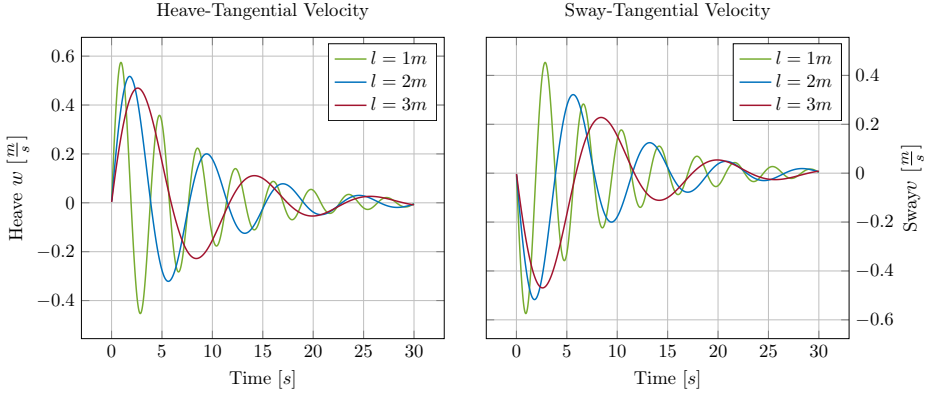 Heave-Tangential Velocity
0.6
0.4
0.2
0
−0.2
−0.4
Heave w [m/s]
l = 1m
l = 2m
l = 3m
0 5 10 15 20 25 30
Time [s]
Sway-Tangential Velocity
l = 1m
l = 2m
l = 3m
0.4
0.2
0
−0.2
−0.4
−0.6
Swayv [m/s]
0 5 10 15 20 25 30
Time [s]